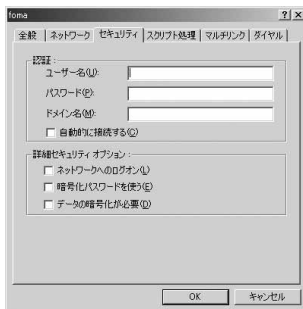 foma
全般 ネットワーク セキュリティ スクリプト処理 マルチリンク ダイヤル
認証:
ユーザー名(U):
パスワード(P):
ドメイン名(M):
自動的に接続する(C)
詳細セキュリティ オプション:
ネットワークへのログオン(L)
暗号化パスワードを使う(E)
データの暗号化が必要(D)
OK キャンセル